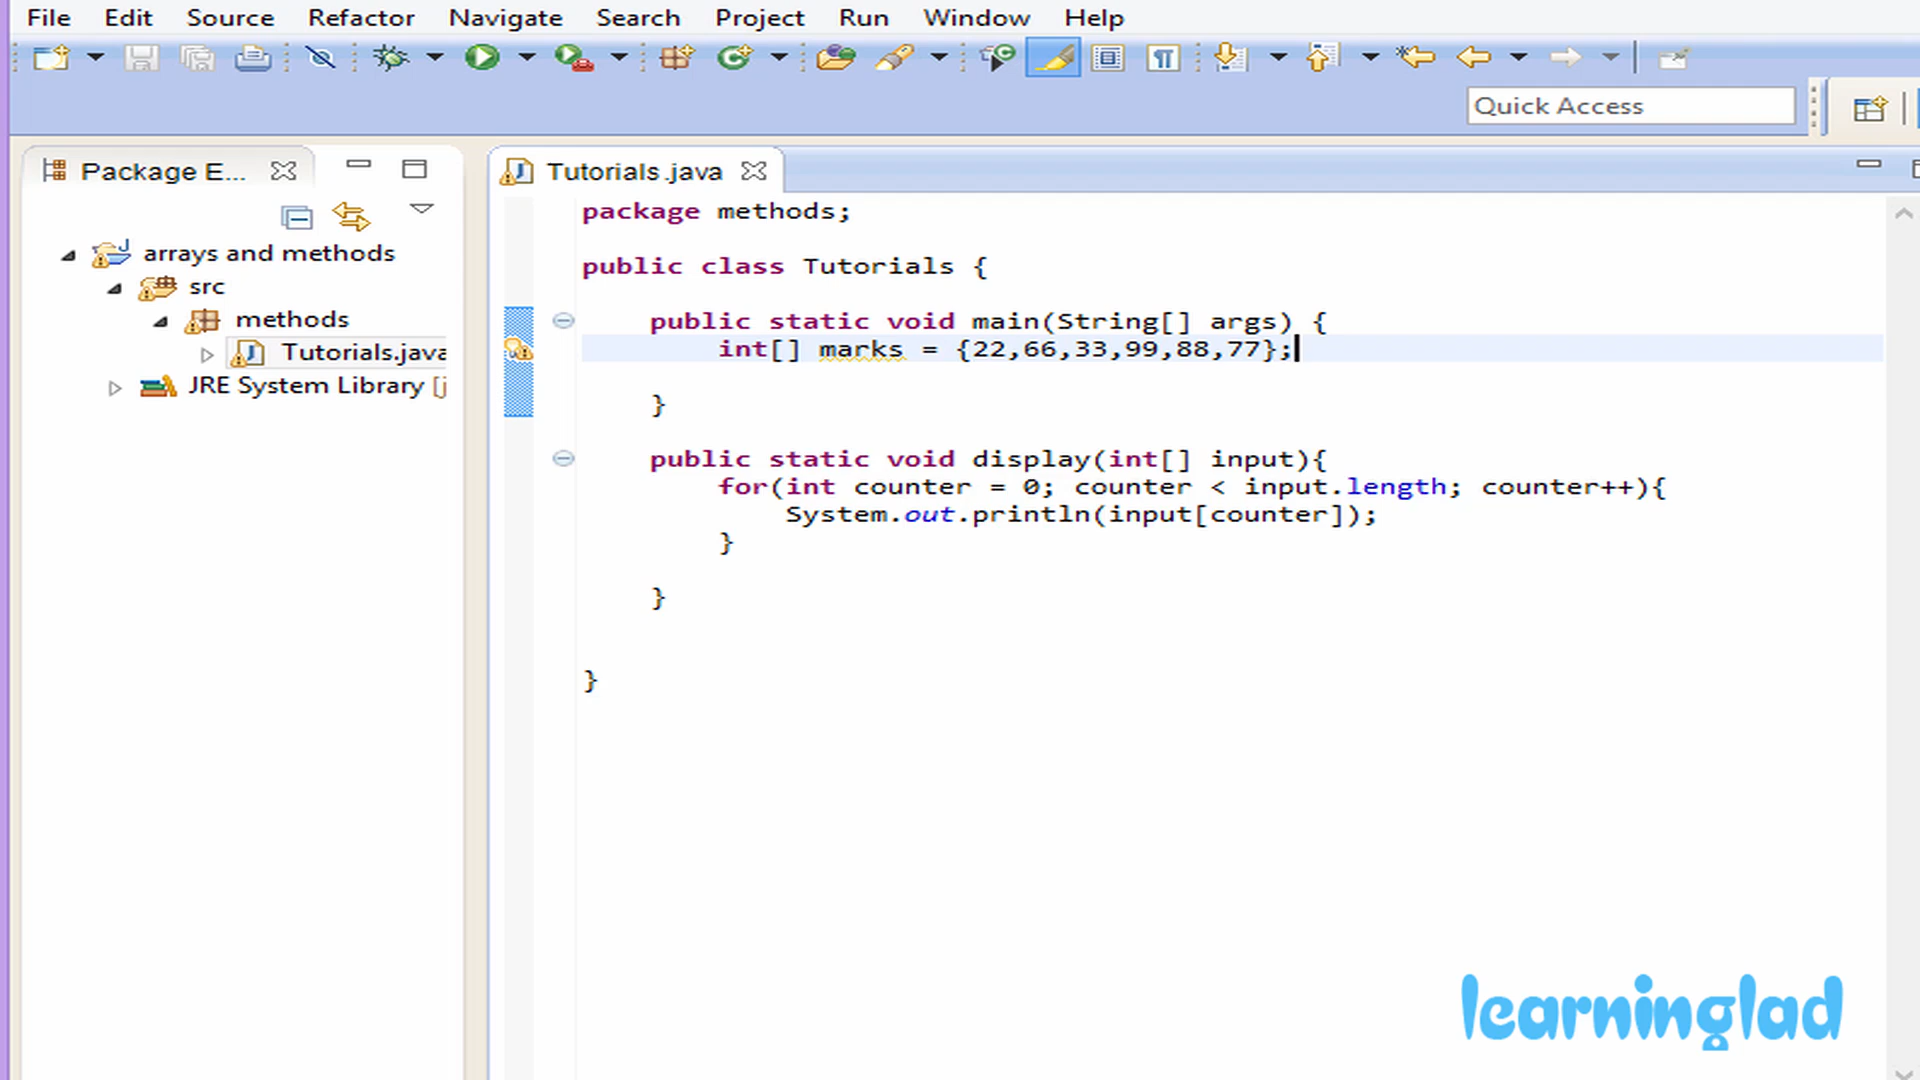 File Edit Source Refactor Navigate Search Project Run Window Help
Quick Access
Package E...
arrays and methods
src
methods
Tutorials.java
JRE System Library [j
Tutorials.java
package methods;
public class Tutorials {
public static void main(String[] args) {
int[] marks = {22,66,33,99,88,77};
}
public static void display(int[] input){
for(int counter = 0; counter < input.length; counter++){
System.out.println(input[counter]);
}
}
}
learninglad